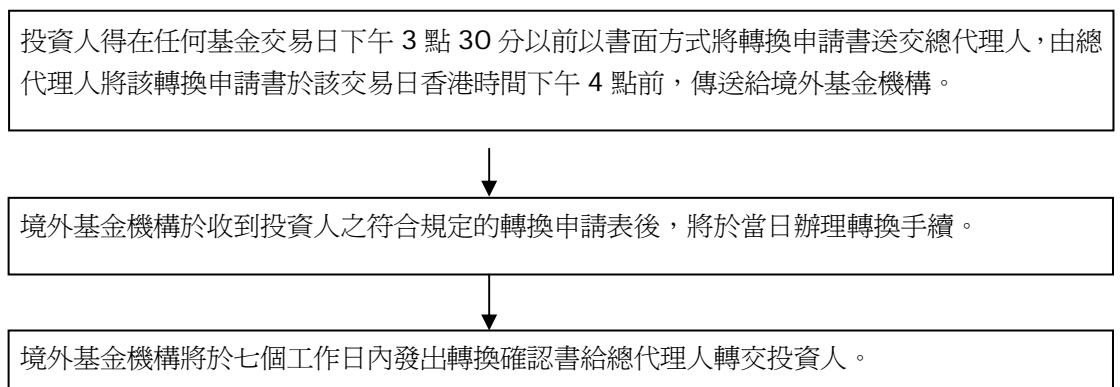 投資人得在任何基金交易日下午 3 點 30 分以前以書面方式將轉換申請書送交總代理人，由總
代理人將該轉換申請書於該交易日香港時間下午 4 點前，傳送給境外基金機構。
境外基金機構於收到投資人之符合規定的轉換申請表後，將於當日辦理轉換手續。
境外基金機構將於七個工作日內發出轉換確認書給總代理人轉交投資人。